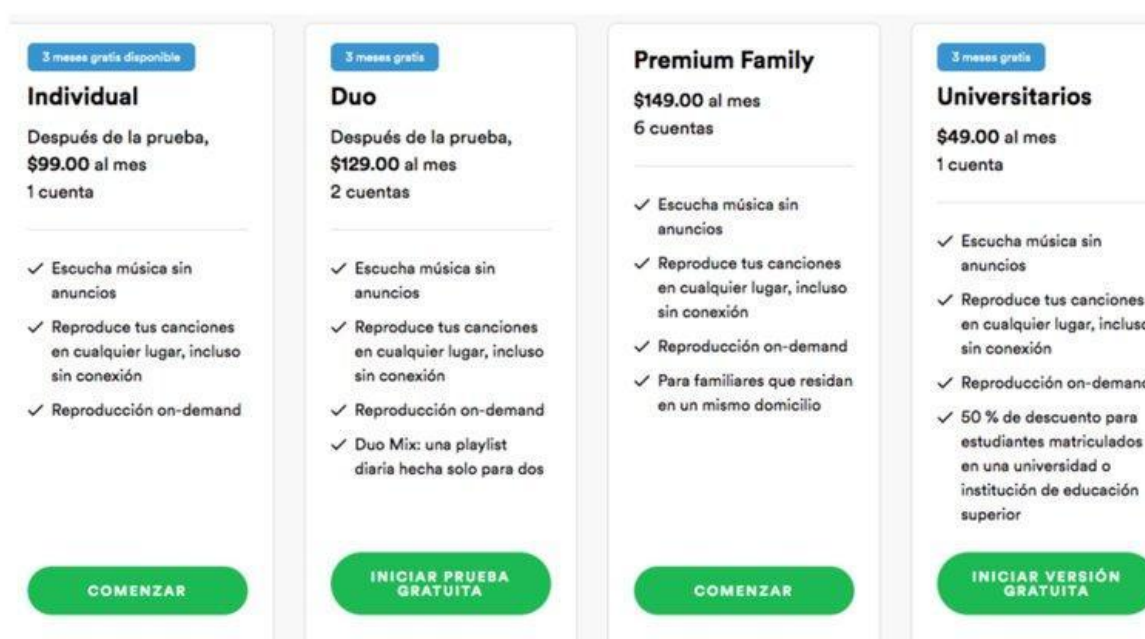 3 meses gratis disponible
Individual
Después de la prueba,
$99.00 al mes
1 cuenta
✓ Escucha música sin
anuncios
✓ Reproduce tus canciones
en cualquier lugar, incluso
sin conexión
✓ Reproducción on-demand
COMENZAR
3 meses gratis
Duo
Después de la prueba,
$129.00 al mes
2 cuentas
✓ Escucha música sin
anuncios
✓ Reproduce tus canciones
en cualquier lugar, incluso
sin conexión
✓ Reproducción on-demand
✓ Duo Mix: una playlist
diaria hecha solo para dos
INICIAR PRUEBA
GRATUITA
Premium Family
$149.00 al mes
6 cuentas
✓ Escucha música sin
anuncios
✓ Reproduce tus canciones
en cualquier lugar, incluso
sin conexión
✓ Reproducción on-demand
✓ Para familiares que residan
en un mismo domicilio
COMENZAR
3 meses gratis
Universitarios
$49.00 al mes
1 cuenta
✓ Escucha música sin
anuncios
✓ Reproduce tus canciones
en cualquier lugar, incluso
sin conexión
✓ Reproducción on-demand
✓ 50 % de descuento para
estudiantes matriculados
en una universidad o
institución de educación
superior
INICIAR VERSIÓN
GRATUITA